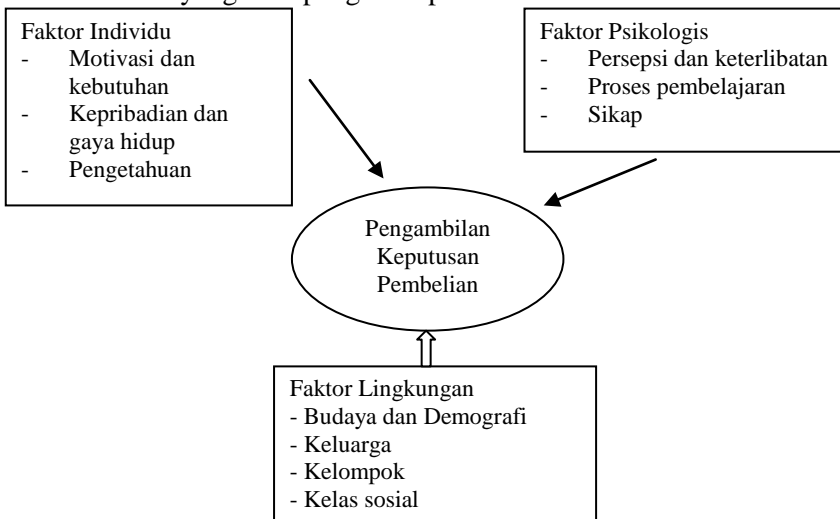 Faktor Individu
- Motivasi dan
kebutuhan
- Kepribadian dan
gaya hidup
- Pengetahuan
Faktor Psikologis
- Persepsi dan keterlibatan
- Proses pembelajaran
- Sikap
Pengambilan
Keputusan
Pembelian
Faktor Lingkungan
- Budaya dan Demografi
- Keluarga
- Kelompok
- Kelas sosial